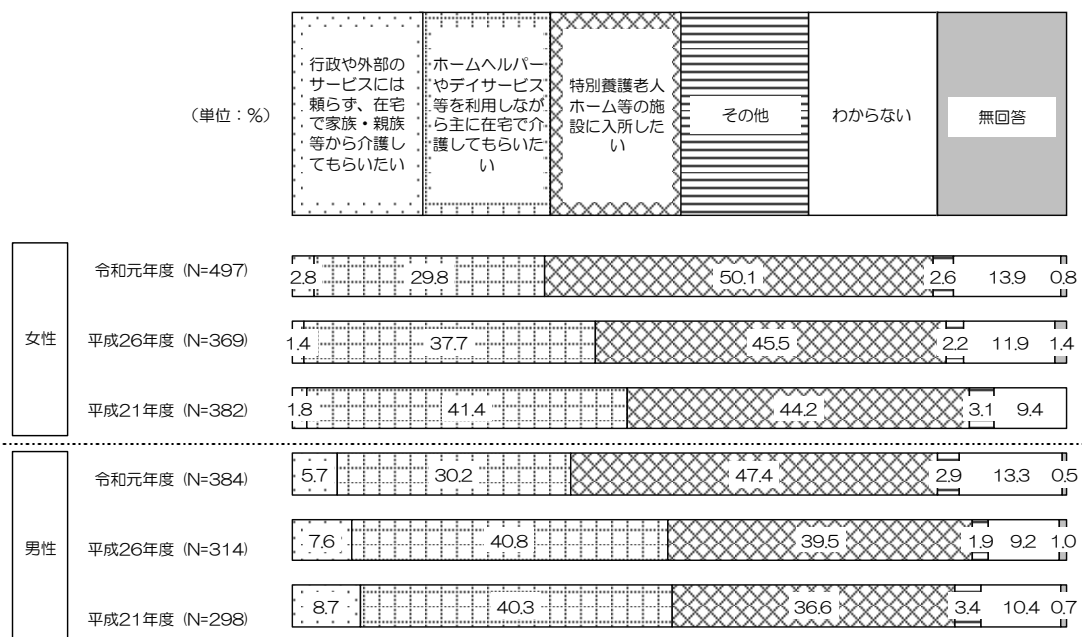 行政や外部の
サービスには
頼らず、在宅
で家族・親族
等から介護し
てもらいたい
ホームヘルパー
やデイサービス
等を利用しなが
ら主に在宅で介
護してもらいた
い
特別養護老人
ホーム等の施
設に入所した
い
その他
わからない
無回答
(単位：%)
女性
令和元年度 (N=497)
2.8 29.8 50.1 2.6 13.9 0.8
平成26年度 (N=369)
1.4 37.7 45.5 2.2 11.9 1.4
平成21年度 (N=382)
1.8 41.4 44.2 3.1 9.4
男性
令和元年度 (N=384)
5.7 30.2 47.4 2.9 13.3 0.5
平成26年度 (N=314)
7.6 40.8 39.5 1.9 9.2 1.0
平成21年度 (N=298)
8.7 40.3 36.6 3.4 10.4 0.7